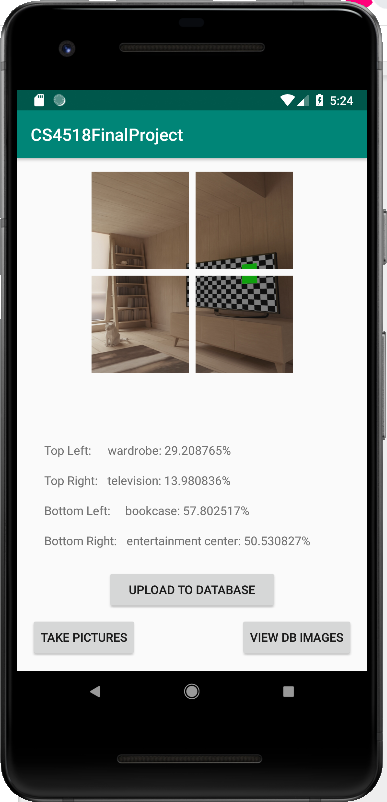 5:24
CS4518FinalProject
Top Left: wardrobe: 29.208765%
Top Right: television: 13.980836%
Bottom Left: bookcase: 57.802517%
Bottom Right: entertainment center: 50.530827%
UPLOAD TO DATABASE
TAKE PICTURES VIEW DB IMAGES